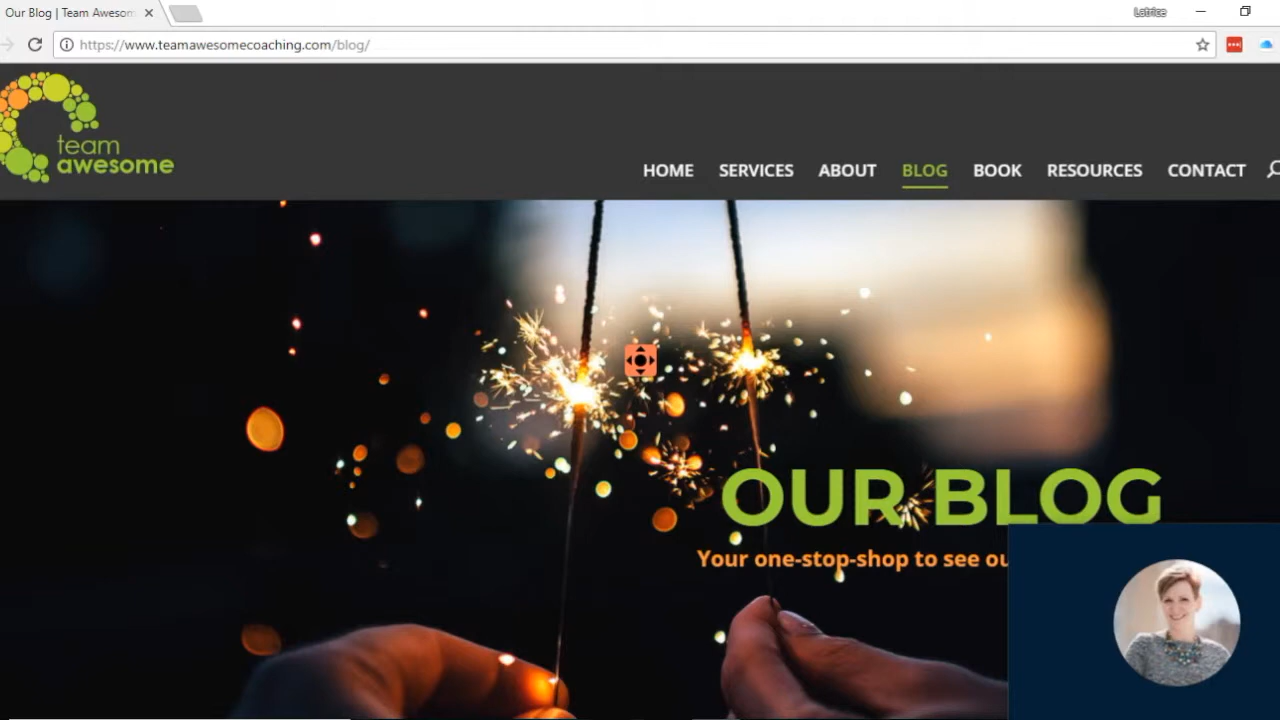 Our Blog | Team Awesom
Latrice
https://www.teamawesomecoaching.com/blog/
team
awesome
HOME SERVICES ABOUT BLOG BOOK RESOURCES CONTACT
OUR BLOG
Your one-stop-shop to see ou